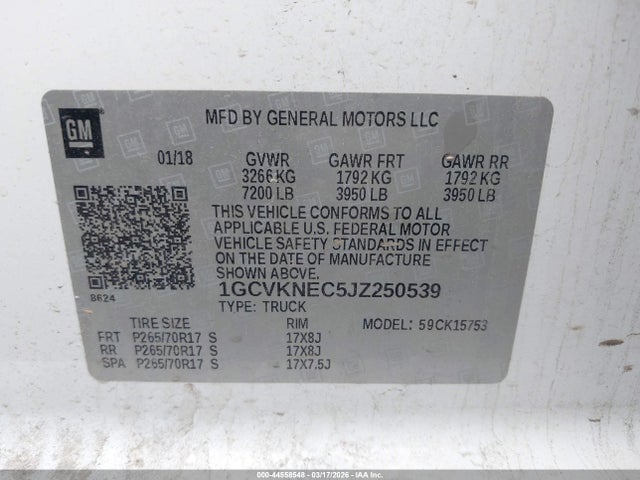 GM
MFD BY GENERAL MOTORS LLC
01/18 GVWR GAWR FRT GAWR RR
3266 KG 1792 KG 1792 KG
7200 LB 3950 LB 3950 LB
THIS VEHICLE CONFORMS TO ALL
APPLICABLE U.S. FEDERAL MOTOR
VEHICLE SAFETY STANDARDS IN EFFECT
ON THE DATE OF MANUFACTURE
SHOWN ABOVE.
8624 1GCVKNEC5JZ250539
TYPE: TRUCK
TIRE SIZE RIM MODEL: 59CK15753
FRT P265/70R17 S 17X8J
RR P265/70R17 S 17X8J
SPA P265/70R17 S 17X7.5J
000-44558548 - 03/17/2026 - IAA Inc.